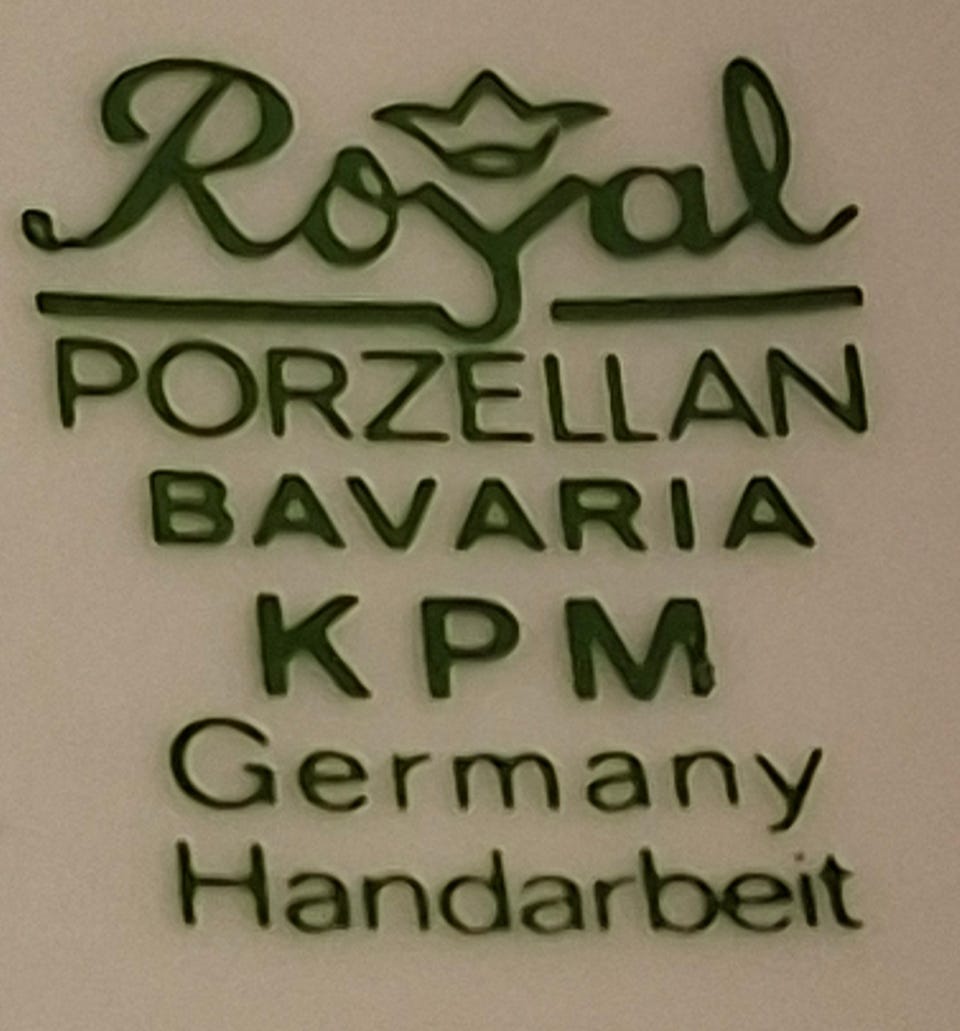 Royal
PORZELLAN
BAVARIA
KPM
Germany
Handarbeit